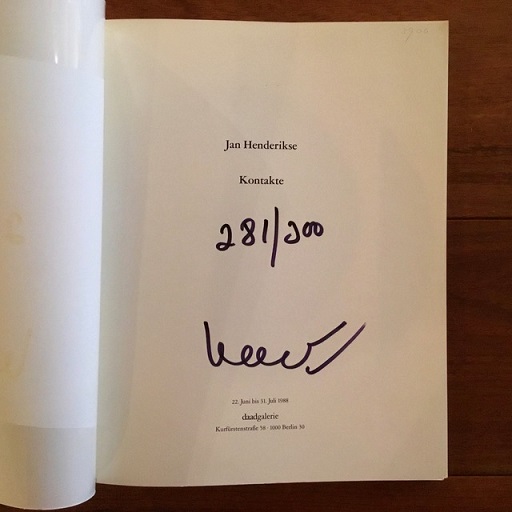 Jan Henderikse
Kontakte
281/300
22. Juni bis 31. Juli 1988
daadgalerie
Kurfürstenstraße 58 · 1000 Berlin 30